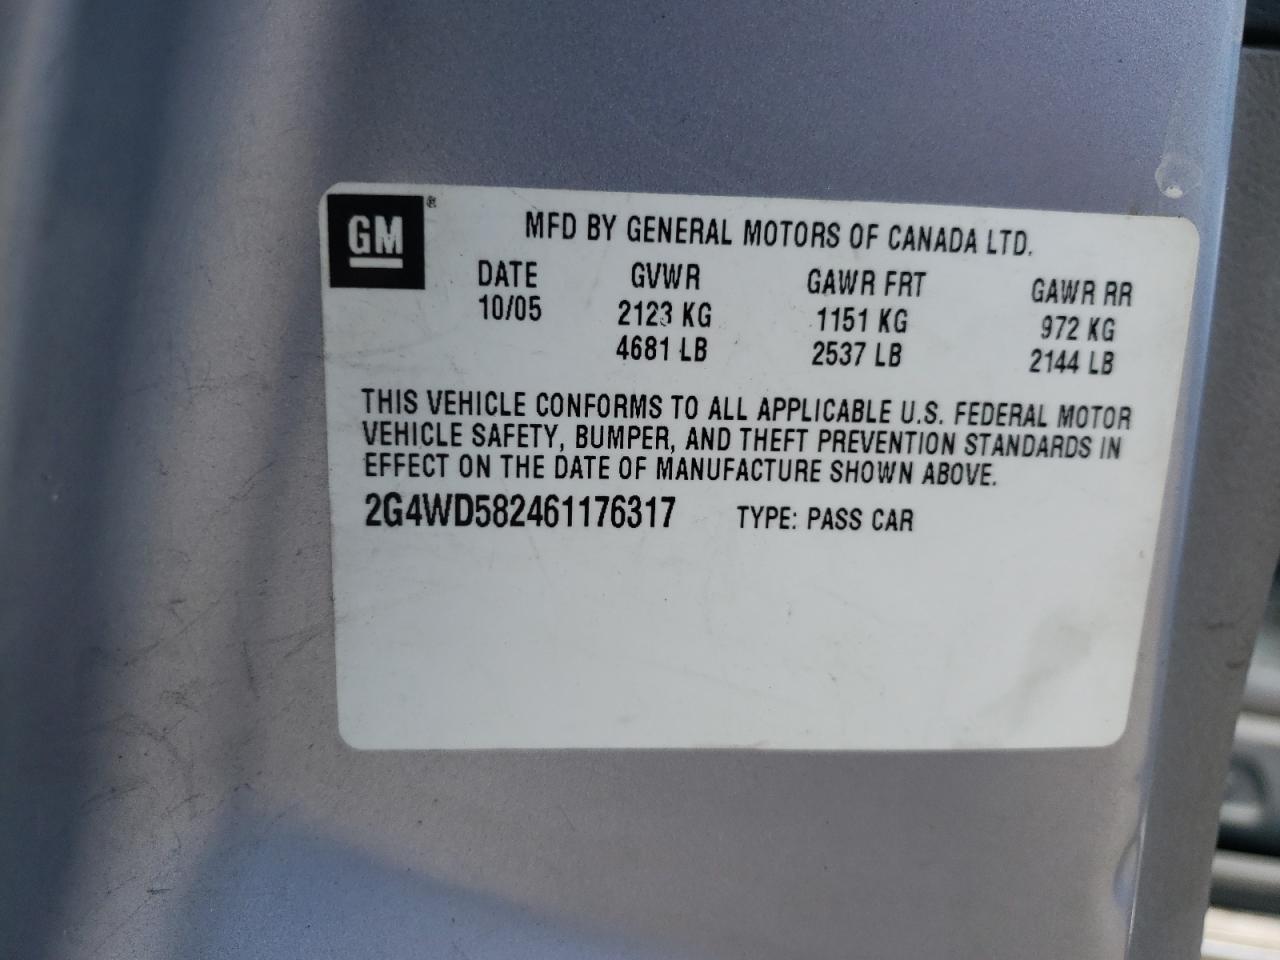 GM®
MFD BY GENERAL MOTORS OF CANADA LTD.
DATE GVWR GAWR FRT GAWR RR
10/05 2123 KG 1151 KG 972 KG
4681 LB 2537 LB 2144 LB
THIS VEHICLE CONFORMS TO ALL APPLICABLE U.S. FEDERAL MOTOR
VEHICLE SAFETY, BUMPER, AND THEFT PREVENTION STANDARDS IN
EFFECT ON THE DATE OF MANUFACTURE SHOWN ABOVE.
2G4WD582461176317 TYPE: PASS CAR